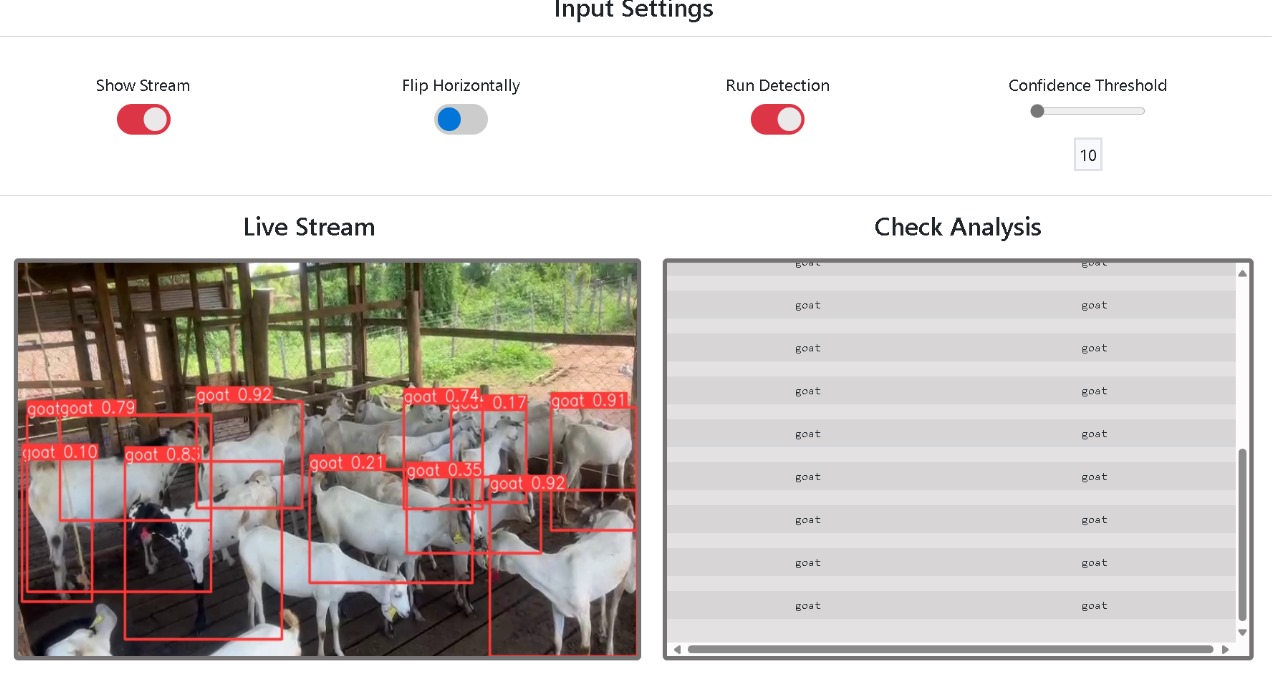 Input Settings
Show Stream
Flip Horizontally
Run Detection
Confidence Threshold
10
Live Stream
Check Analysis
goat 0.92
goat 0.74
goat 0.17
goat 0.91
goatgoat 0.79
goat 0.10
goat 0.83
goat 0.21
goat 0.35
goat 0.92
goat goat
goat goat
goat goat
goat goat
goat goat
goat goat
goat goat
goat goat
goat goat